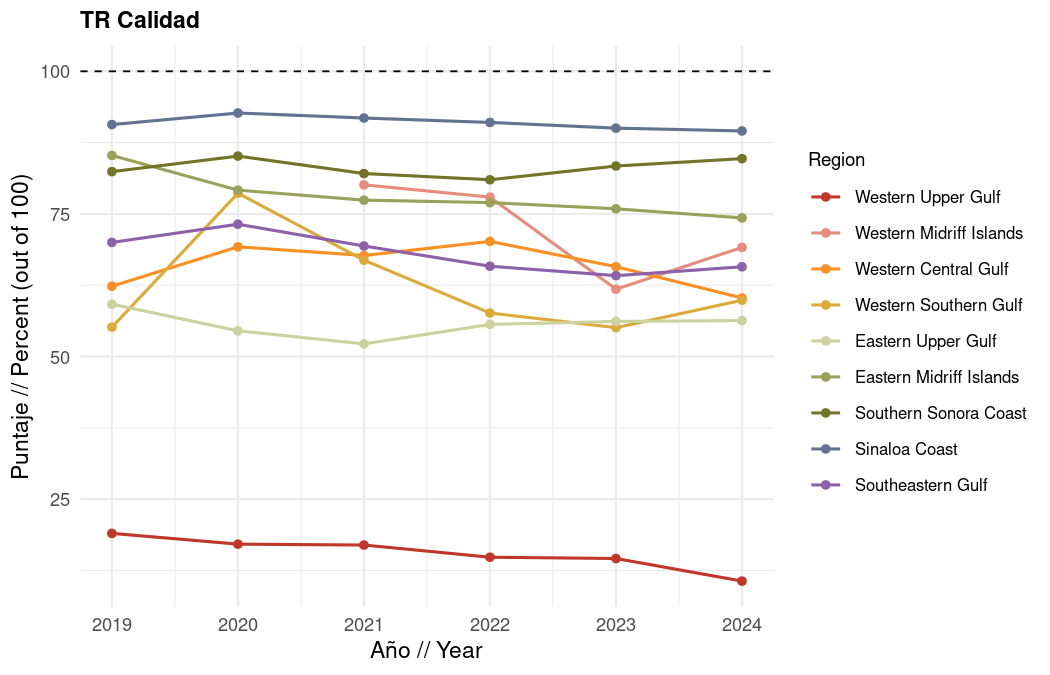 TR Calidad
100
75
50
25
Puntaje // Percent (out of 100)
2019 2020 2021 2022 2023 2024
Año // Year
Region
Western Upper Gulf
Western Midriff Islands
Western Central Gulf
Western Southern Gulf
Eastern Upper Gulf
Eastern Midriff Islands
Southern Sonora Coast
Sinaloa Coast
Southeastern Gulf